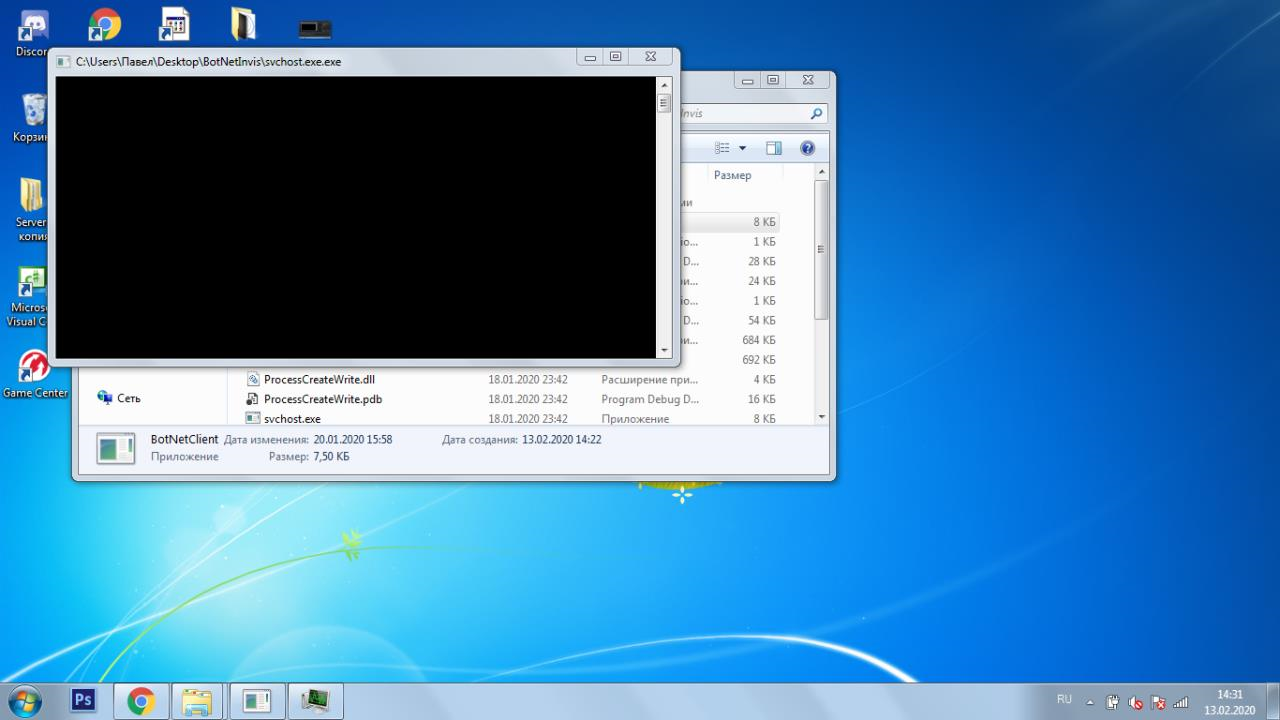 Discor
Корзин
Server
копия
Micros
Visual C
Game Center
C:\Users\Павел\Desktop\BotNetInvis\svchost.exe.exe
nvis
Размер
ми
8 КБ
io... 1 КБ
D... 28 КБ
ри... 24 КБ
io... 1 КБ
D... 54 КБ
ри... 684 КБ
692 КБ
ProcessCreateWrite.dll 18.01.2020 23:42 Расширение при... 4 КБ
ProcessCreateWrite.pdb 18.01.2020 23:42 Program Debug D... 16 КБ
svchost.exe 18.01.2020 23:42 Приложение 8 КБ
Сеть
BotNetClient Дата изменения: 20.01.2020 15:58 Дата создания: 13.02.2020 14:22
Приложение Размер: 7,50 КБ
Ps
RU
14:31
13.02.2020